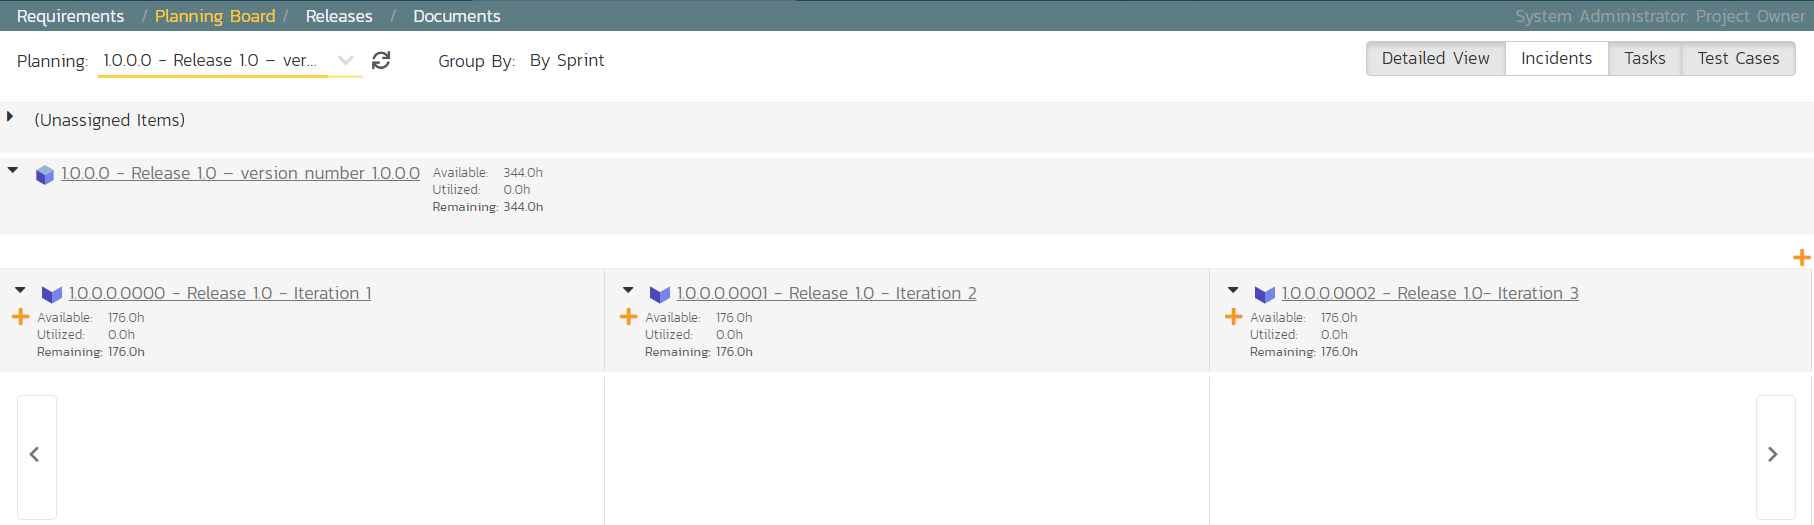 Requirements / Planning Board / Releases / Documents System Administrator: Project Owner
Planning: 1.0.0.0 - Release 1.0 – ver... Group By: By Sprint Detailed View Incidents Tasks Test Cases
(Unassigned Items)
1.0.0.0 - Release 1.0 – version number 1.0.0.0
Available: 344.0h
Utilized: 0.0h
Remaining: 344.0h
1.0.0.0.0000 - Release 1.0 - Iteration 1
Available: 176.0h
Utilized: 0.0h
Remaining: 176.0h
1.0.0.0.0001 - Release 1.0 - Iteration 2
Available: 176.0h
Utilized: 0.0h
Remaining: 176.0h
1.0.0.0.0002 - Release 1.0- Iteration 3
Available: 176.0h
Utilized: 0.0h
Remaining: 176.0h